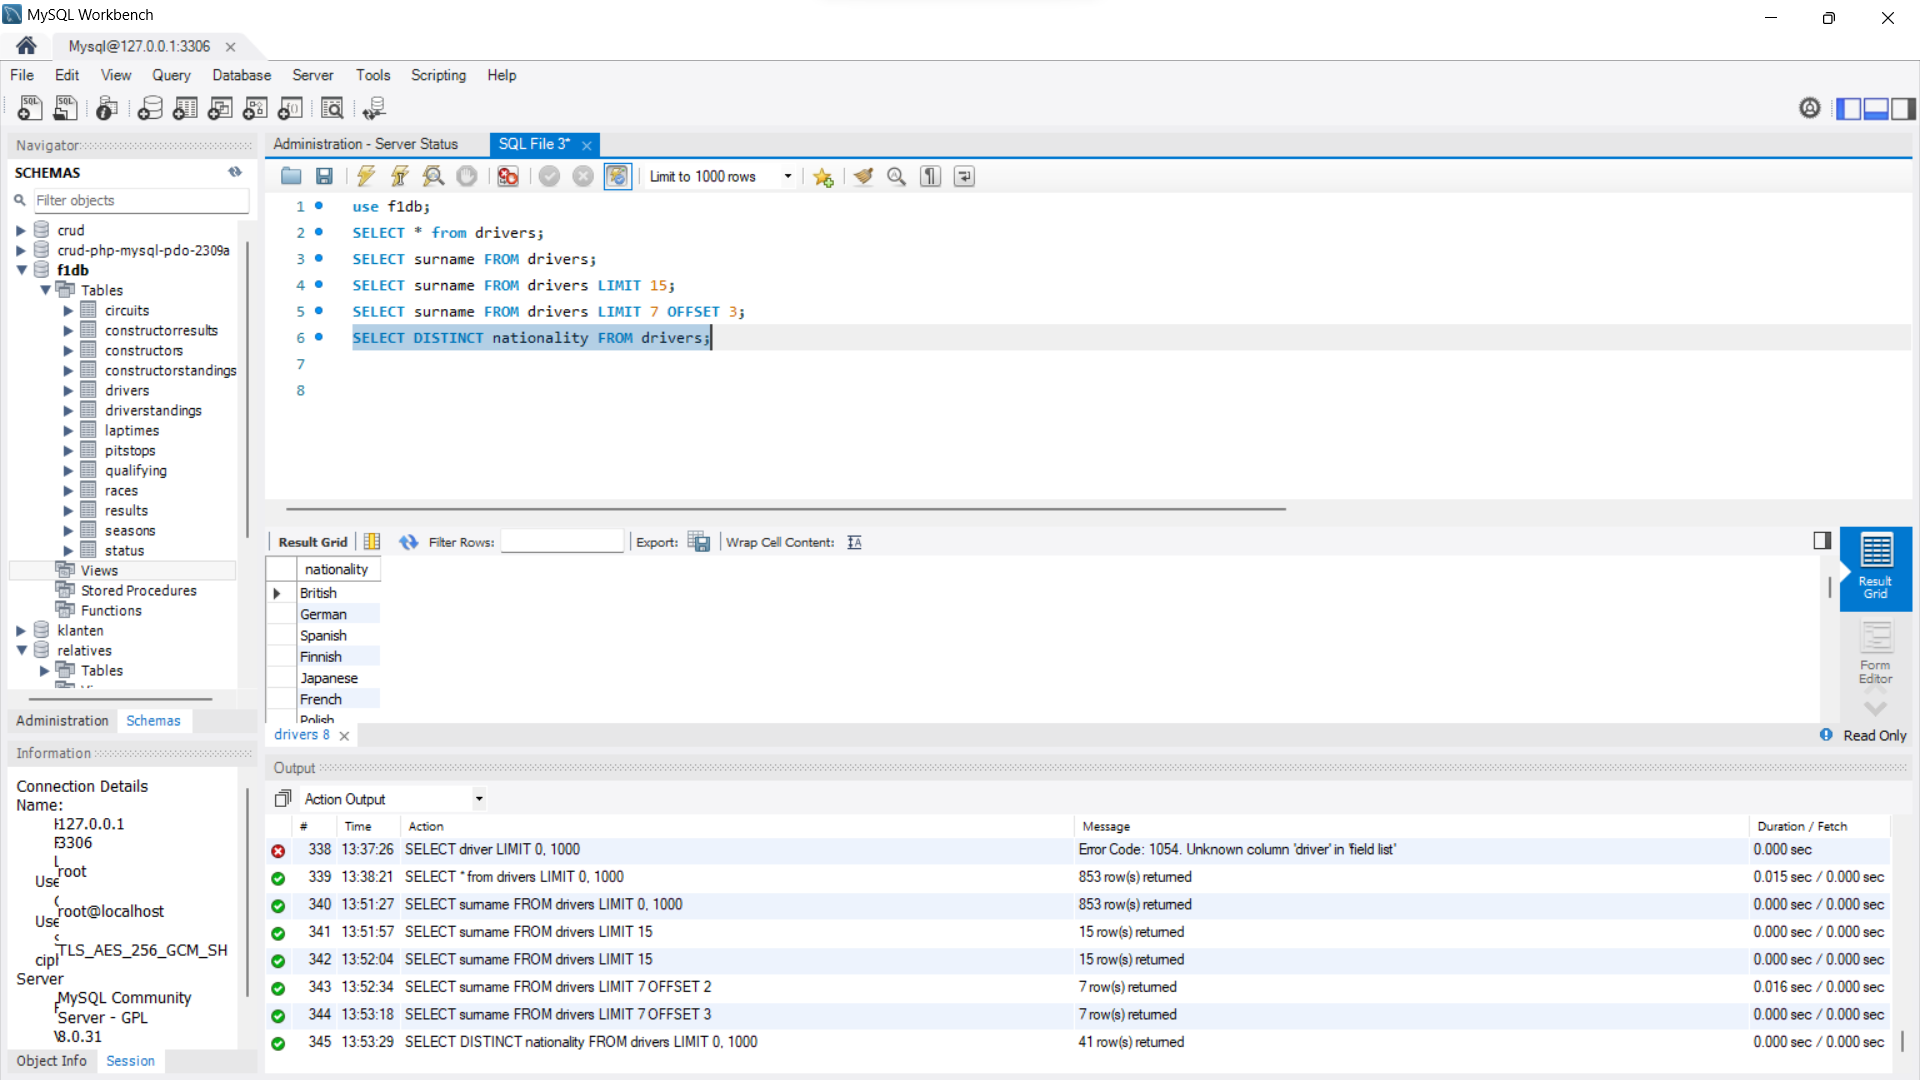 MySQL Workbench
Mysql@127.0.0.1:3306
File Edit View Query Database Server Tools Scripting Help
Navigator
SCHEMAS
Filter objects
crud
crud-php-mysql-pdo-2309a
f1db
Tables
circuits
constructorresults
constructors
constructorstandings
drivers
driverstandings
laptimes
pitstops
qualifying
races
results
seasons
status
Views
Stored Procedures
Functions
klanten
relatives
Tables
Administration Schemas
Information
Connection Details
Name:
127.0.0.1
3306
root
Use
root@localhost
Use
TLS_AES_256_GCM_SH
ciph
Server
MySQL Community
Server - GPL
8.0.31
Object Info Session
Administration - Server Status SQL File 3*
Limit to 1000 rows
1 use f1db;
2 SELECT * from drivers;
3 SELECT surname FROM drivers;
4 SELECT surname FROM drivers LIMIT 15;
5 SELECT surname FROM drivers LIMIT 7 OFFSET 3;
6 SELECT DISTINCT nationality FROM drivers;
7
8
Result Grid Filter Rows: Export: Wrap Cell Content:
nationality
British
German
Spanish
Finnish
Japanese
French
Polish
Result
Grid
Form
Editor
drivers 8
Read Only
Output
Action Output
# Time Action Message Duration / Fetch
338 13:37:26 SELECT driver LIMIT 0, 1000 Error Code: 1054. Unknown column 'driver' in 'field list' 0.000 sec
339 13:38:21 SELECT * from drivers LIMIT 0, 1000 853 row(s) returned 0.015 sec / 0.000 sec
340 13:51:27 SELECT surname FROM drivers LIMIT 0, 1000 853 row(s) returned 0.000 sec / 0.000 sec
341 13:51:57 SELECT surname FROM drivers LIMIT 15 15 row(s) returned 0.000 sec / 0.000 sec
342 13:52:04 SELECT surname FROM drivers LIMIT 15 15 row(s) returned 0.000 sec / 0.000 sec
343 13:52:34 SELECT surname FROM drivers LIMIT 7 OFFSET 2 7 row(s) returned 0.016 sec / 0.000 sec
344 13:53:18 SELECT surname FROM drivers LIMIT 7 OFFSET 3 7 row(s) returned 0.000 sec / 0.000 sec
345 13:53:29 SELECT DISTINCT nationality FROM drivers LIMIT 0, 1000 41 row(s) returned 0.000 sec / 0.000 sec